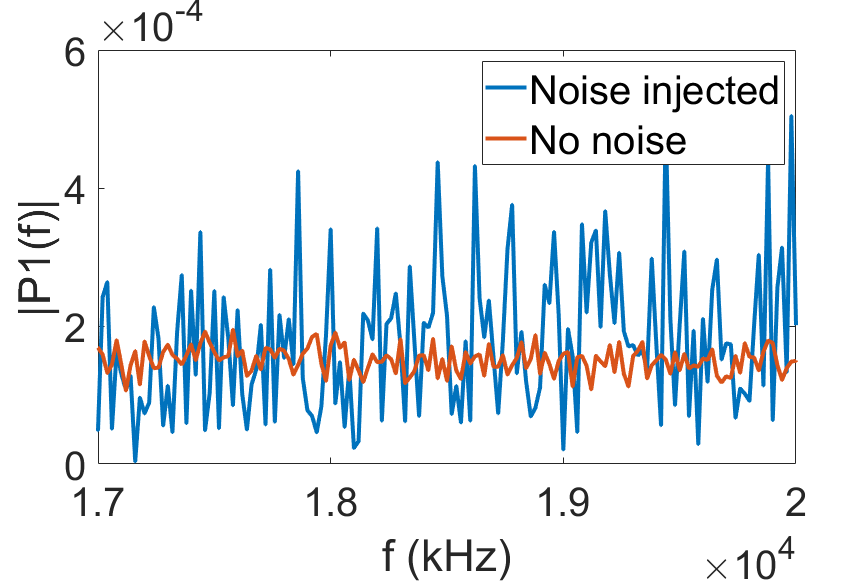 ×10-4
6
4
2
0
|P1(f)|
Noise injected
No noise
1.7 1.8 1.9 2
f (kHz)
×104